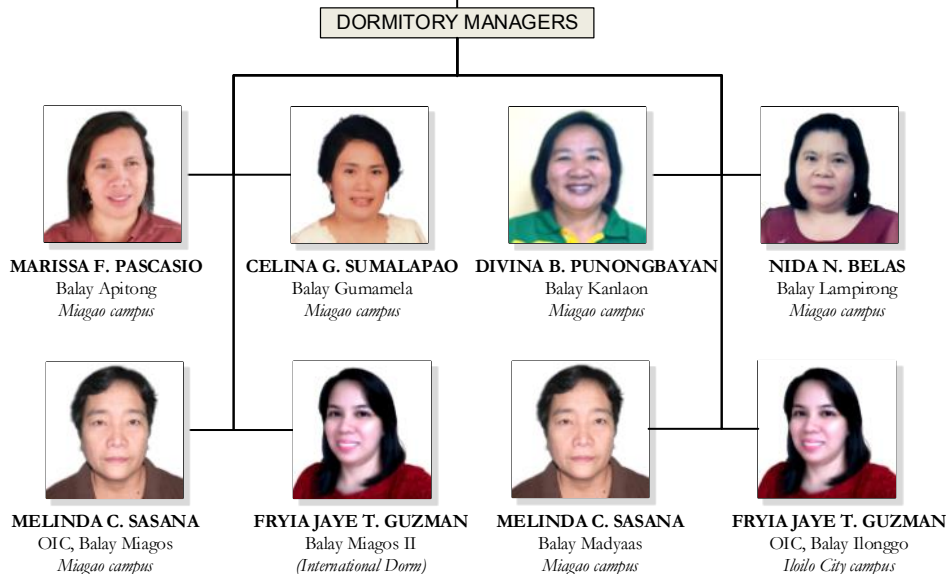 DORMITORY MANAGERS
MARISSA F. PASCASIO
Balay Apitong
Miagao campus
CELINA G. SUMALAPAO
Balay Gumamela
Miagao campus
DIVINA B. PUNONGBAYAN
Balay Kanlaon
Miagao campus
NIDA N. BELAS
Balay Lampirong
Miagao campus
MELINDA C. SASANA
OIC, Balay Miagos
Miagao campus
FRYIA JAYE T. GUZMAN
Balay Miagos II
(International Dorm)
MELINDA C. SASANA
Balay Madyaas
Miagao campus
FRYIA JAYE T. GUZMAN
OIC, Balay Ilonggo
Iloilo City campus